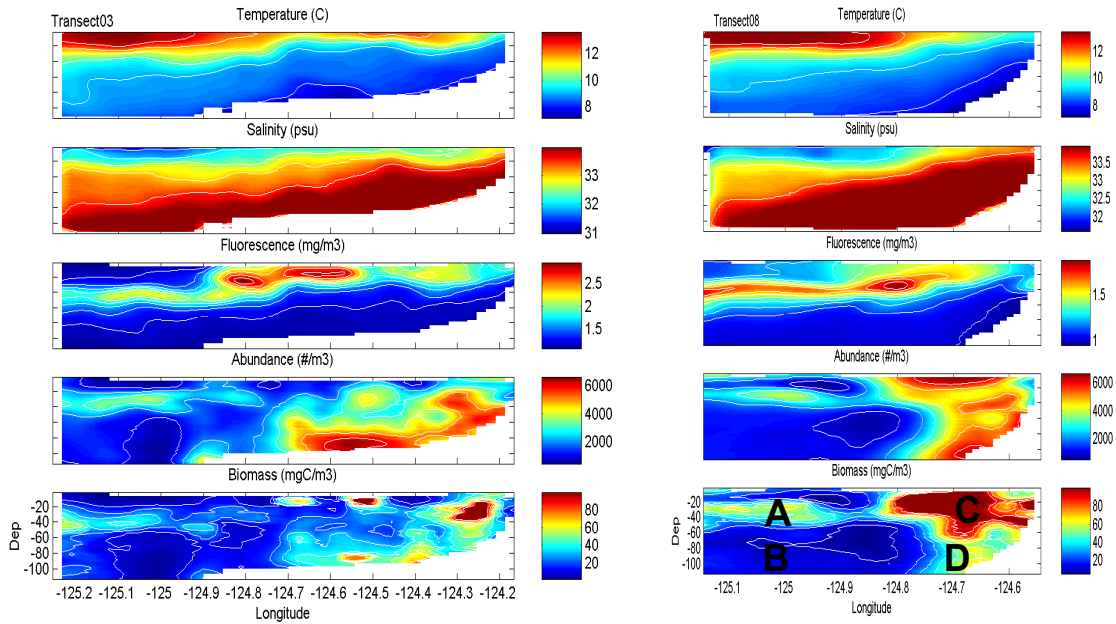 Transect03
Temperature (C)
12
10
8
Salinity (psu)
33
32
31
Fluorescence (mg/m3)
2.5
2
1.5
Abundance (#/m3)
6000
4000
2000
Biomass (mgC/m3)
80
60
40
20
Dep
-20
-40
-60
-80
-100
-125.2 -125.1 -125 -124.9 -124.8 -124.7 -124.6 -124.5 -124.4 -124.3 -124.2
Longitude
Transect08
Temperature (C)
12
10
8
Salinity (psu)
33.5
33
32.5
32
Fluorescence (mg/m3)
1.5
1
Abundance (#/m3)
6000
4000
2000
Biomass (mgC/m3)
80
60
40
20
Dep
-20
-40
-60
-80
-100
A
C
B
D
-125.1 -125 -124.9 -124.8 -124.7 -124.6
Longitude